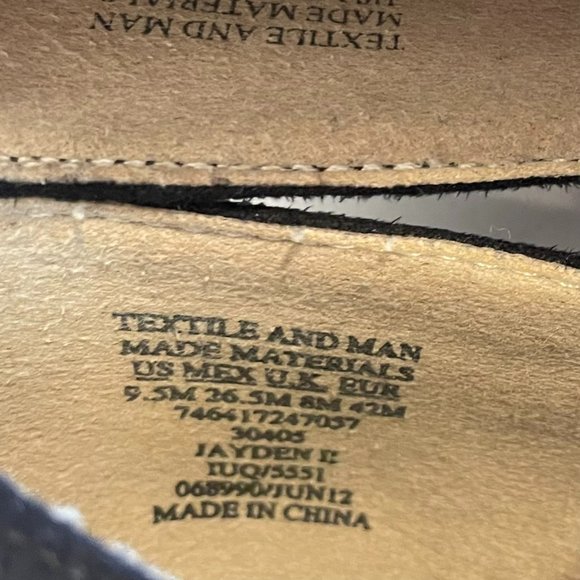 TEXTILE AND MAN
MADE MATERIALS
TEXTILE AND MAN
MADE MATERIALS
US MEX U.K. EUR
9.5M 26.5M 8M 42M
746417247057
30405
JAYDEN
IUQ/5551
068990/JUN12
MADE IN CHINA